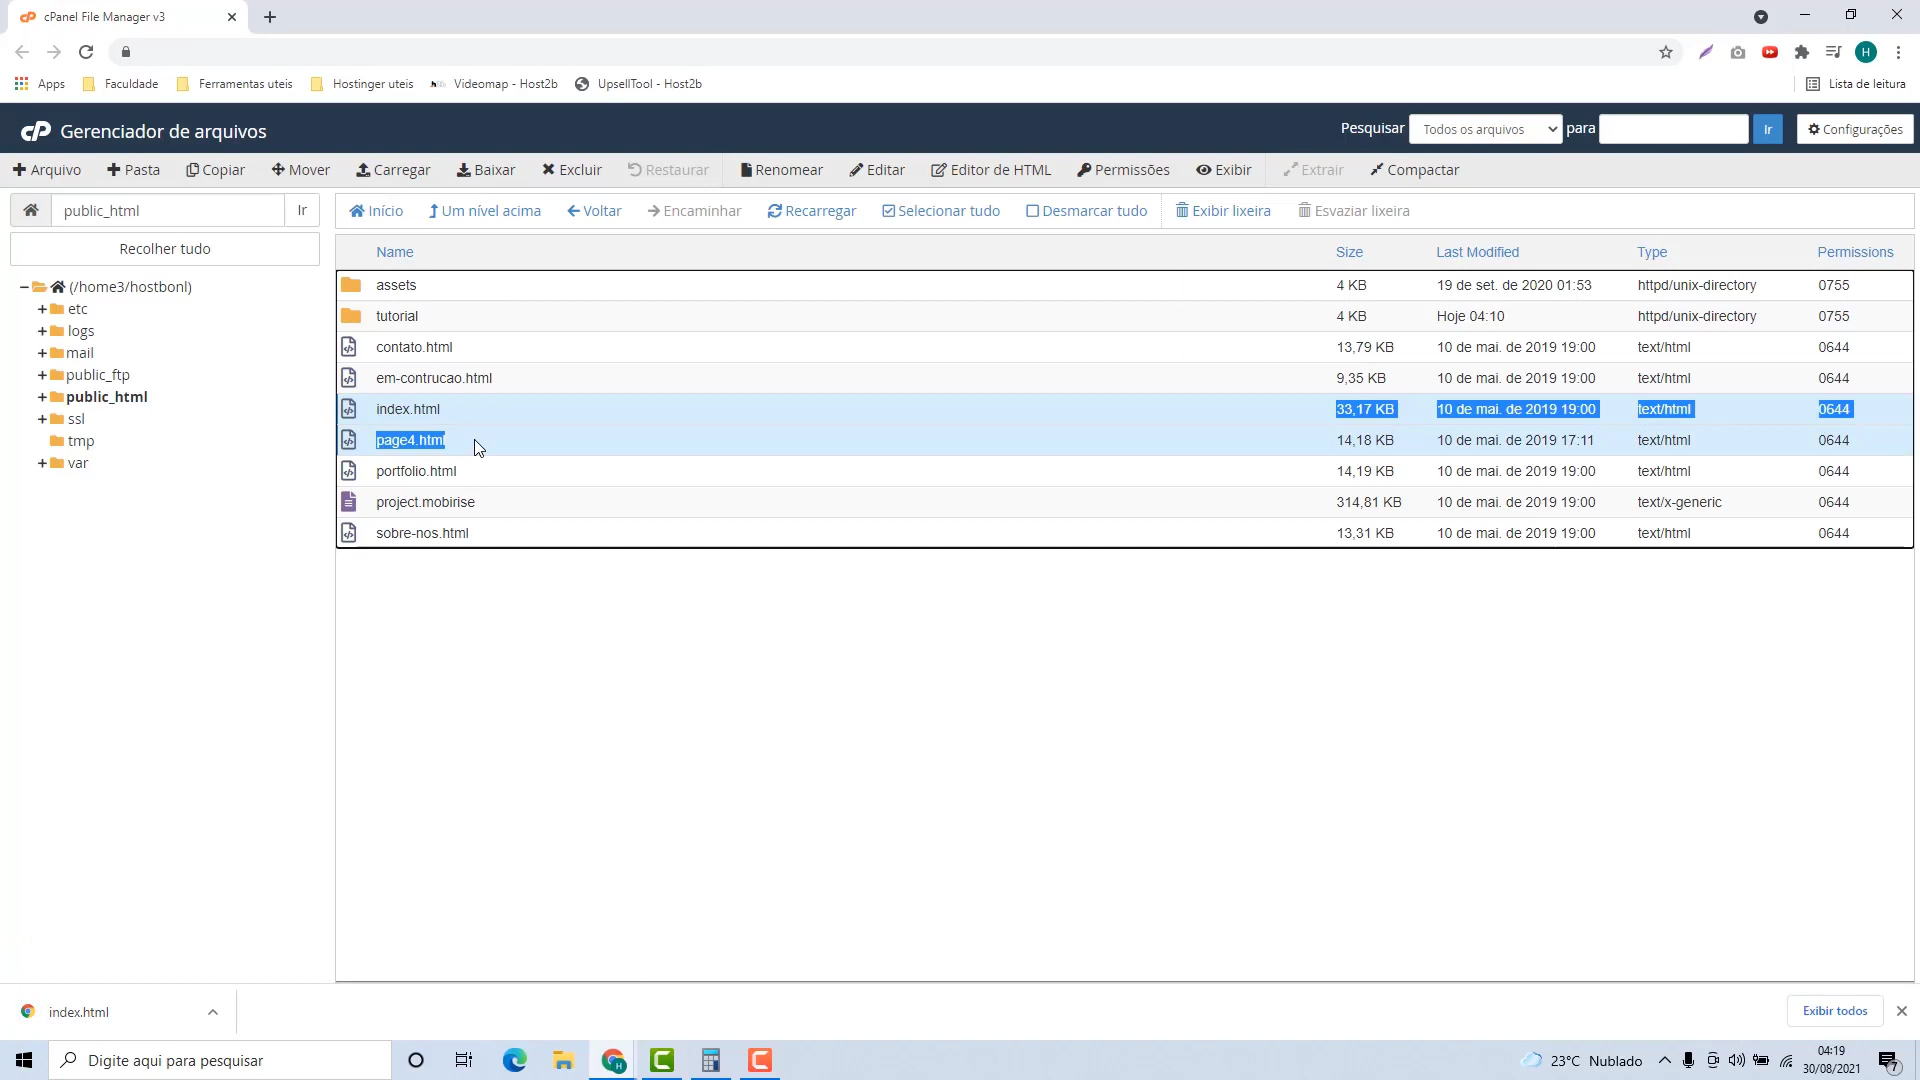 cPanel File Manager v3
Apps Faculdade Ferramentas uteis Hostinger uteis Videomap - Host2b UpsellTool - Host2b Lista de leitura
cP Gerenciador de arquivos Pesquisar Todos os arquivos para Ir Configurações
Arquivo Pasta Copiar Mover Carregar Baixar Excluir Restaurar Renomear Editar Editor de HTML Permissões Exibir Extrair Compactar
public_html Ir Início Um nível acima Voltar Encaminhar Recarregar Selecionar tudo Desmarcar tudo Exibir lixeira Esvaziar lixeira
Recolher tudo
(/home3/hostbonl)
etc
logs
mail
public_ftp
public_html
ssl
tmp
var
Name Size Last Modified Type Permissions
assets 4 KB 19 de set. de 2020 01:53 httpd/unix-directory 0755
tutorial 4 KB Hoje 04:10 httpd/unix-directory 0755
contato.html 13,79 KB 10 de mai. de 2019 19:00 text/html 0644
em-contrucao.html 9,35 KB 10 de mai. de 2019 19:00 text/html 0644
index.html 33,17 KB 10 de mai. de 2019 19:00 text/html 0644
page4.html 14,18 KB 10 de mai. de 2019 17:11 text/html 0644
portfolio.html 14,19 KB 10 de mai. de 2019 19:00 text/html 0644
project.mobirise 314,81 KB 10 de mai. de 2019 19:00 text/x-generic 0644
sobre-nos.html 13,31 KB 10 de mai. de 2019 19:00 text/html 0644
index.html Exibir todos
Digite aqui para pesquisar 23°C Nublado 04:19
30/08/2021 7
H